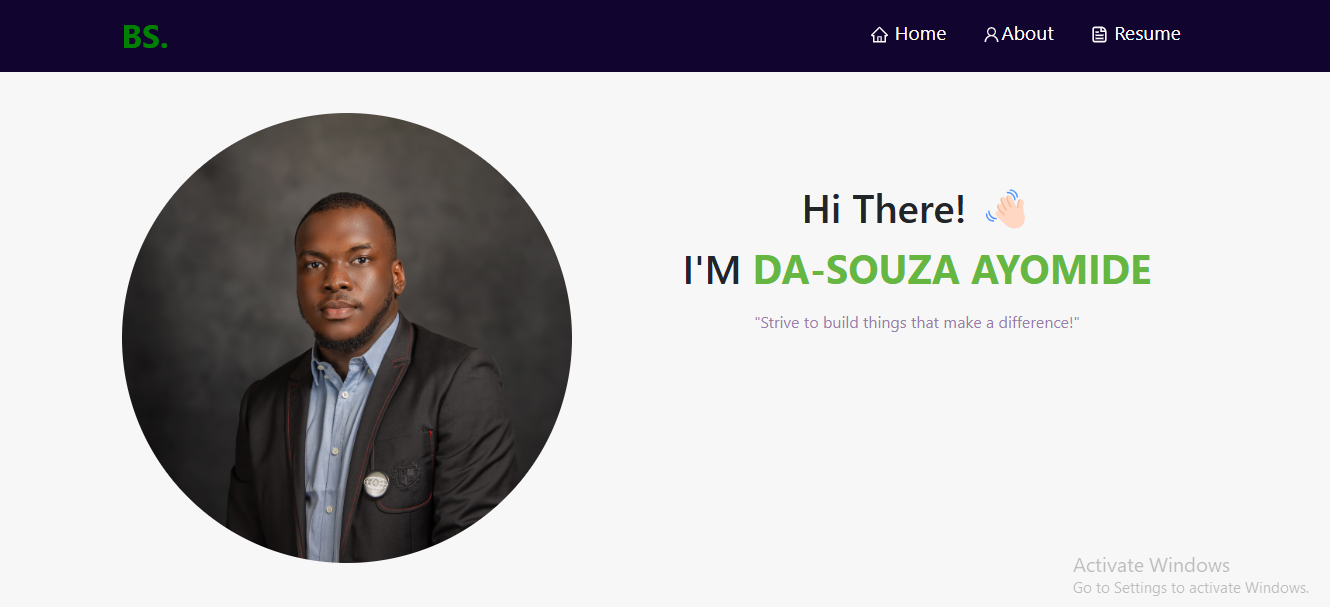 BS.
Home About Resume
Hi There!
I'M DA-SOUZA AYOMIDE
"Strive to build things that make a difference!"
Activate Windows
Go to Settings to activate Windows.